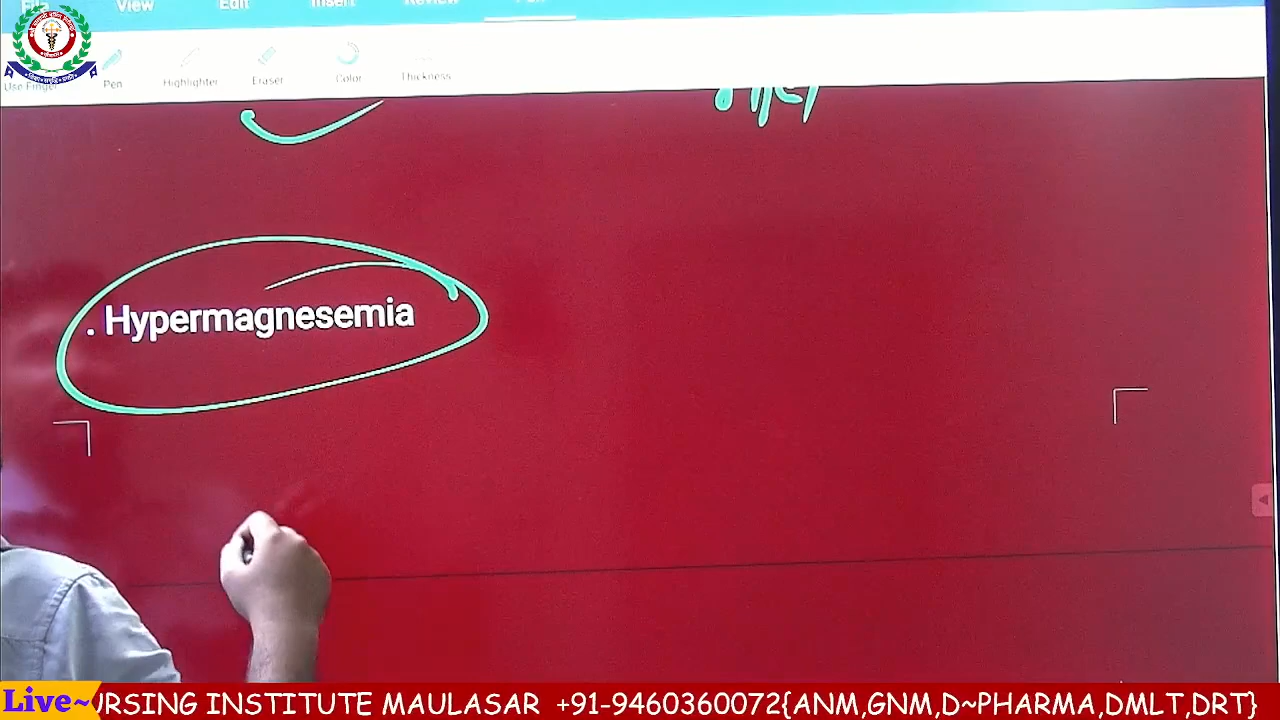 View Edit Insert Review
Use Finger Pen Highlighter Eraser Color Thickness
. Hypermagnesemia
Live~ URSING INSTITUTE MAULASAR +91-9460360072{ANM,GNM,D~PHARMA,DMLT,DRT}